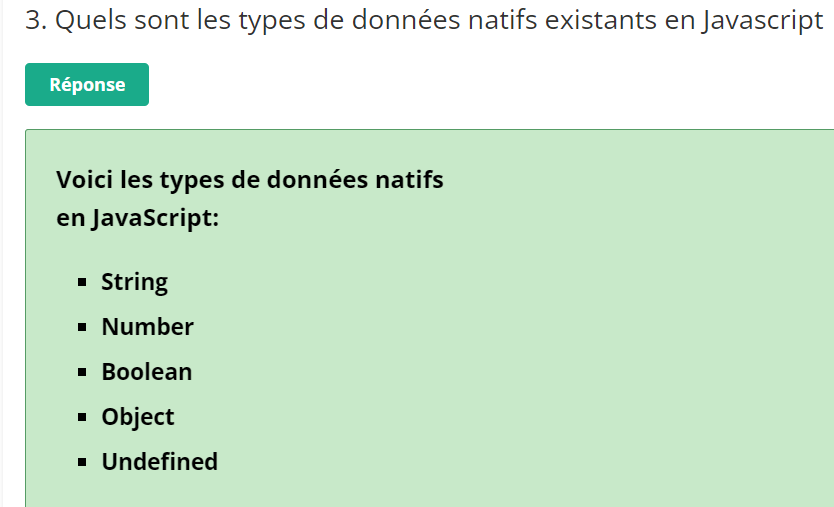 3. Quels sont les types de données natifs existants en Javascript
Réponse
Voici les types de données natifs
en JavaScript:
▪ String
▪ Number
▪ Boolean
▪ Object
▪ Undefined